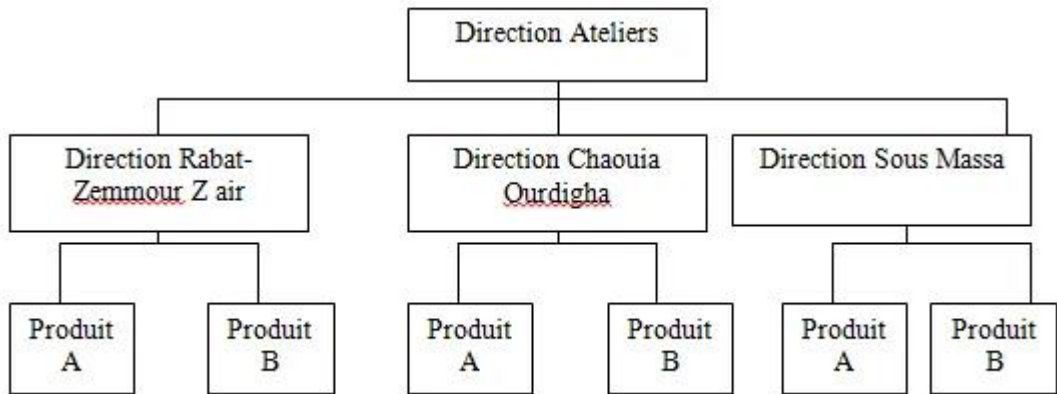 Direction Ateliers
Direction Rabat-
Zemmour Z air
Direction Chaouia
Ourdigha
Direction Sous Massa
Produit
A
Produit
B
Produit
A
Produit
B
Produit
A
Produit
B